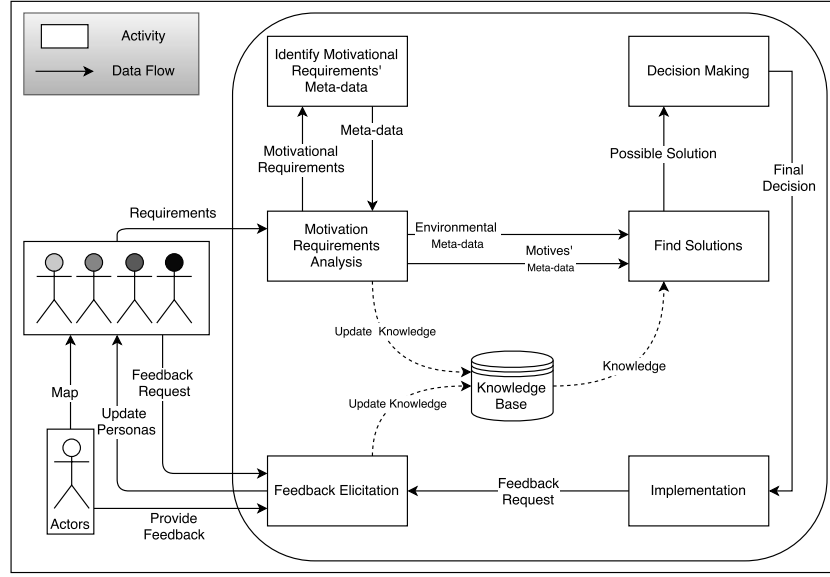 Activity
Data Flow
Identify Motivational
Requirements'
Meta-data
Decision Making
Meta-data
Motivational
Requirements
Possible Solution
Final
Decision
Requirements
Motivation
Requirements
Analysis
Environmental
Meta-data
Motives'
Meta-data
Find Solutions
Update Knowledge
Feedback
Request
Knowledge
Map
Knowledge
Base
Update
Personas
Update Knowledge
Feedback Elicitation
Feedback
Request
Implementation
Actors
Provide
Feedback